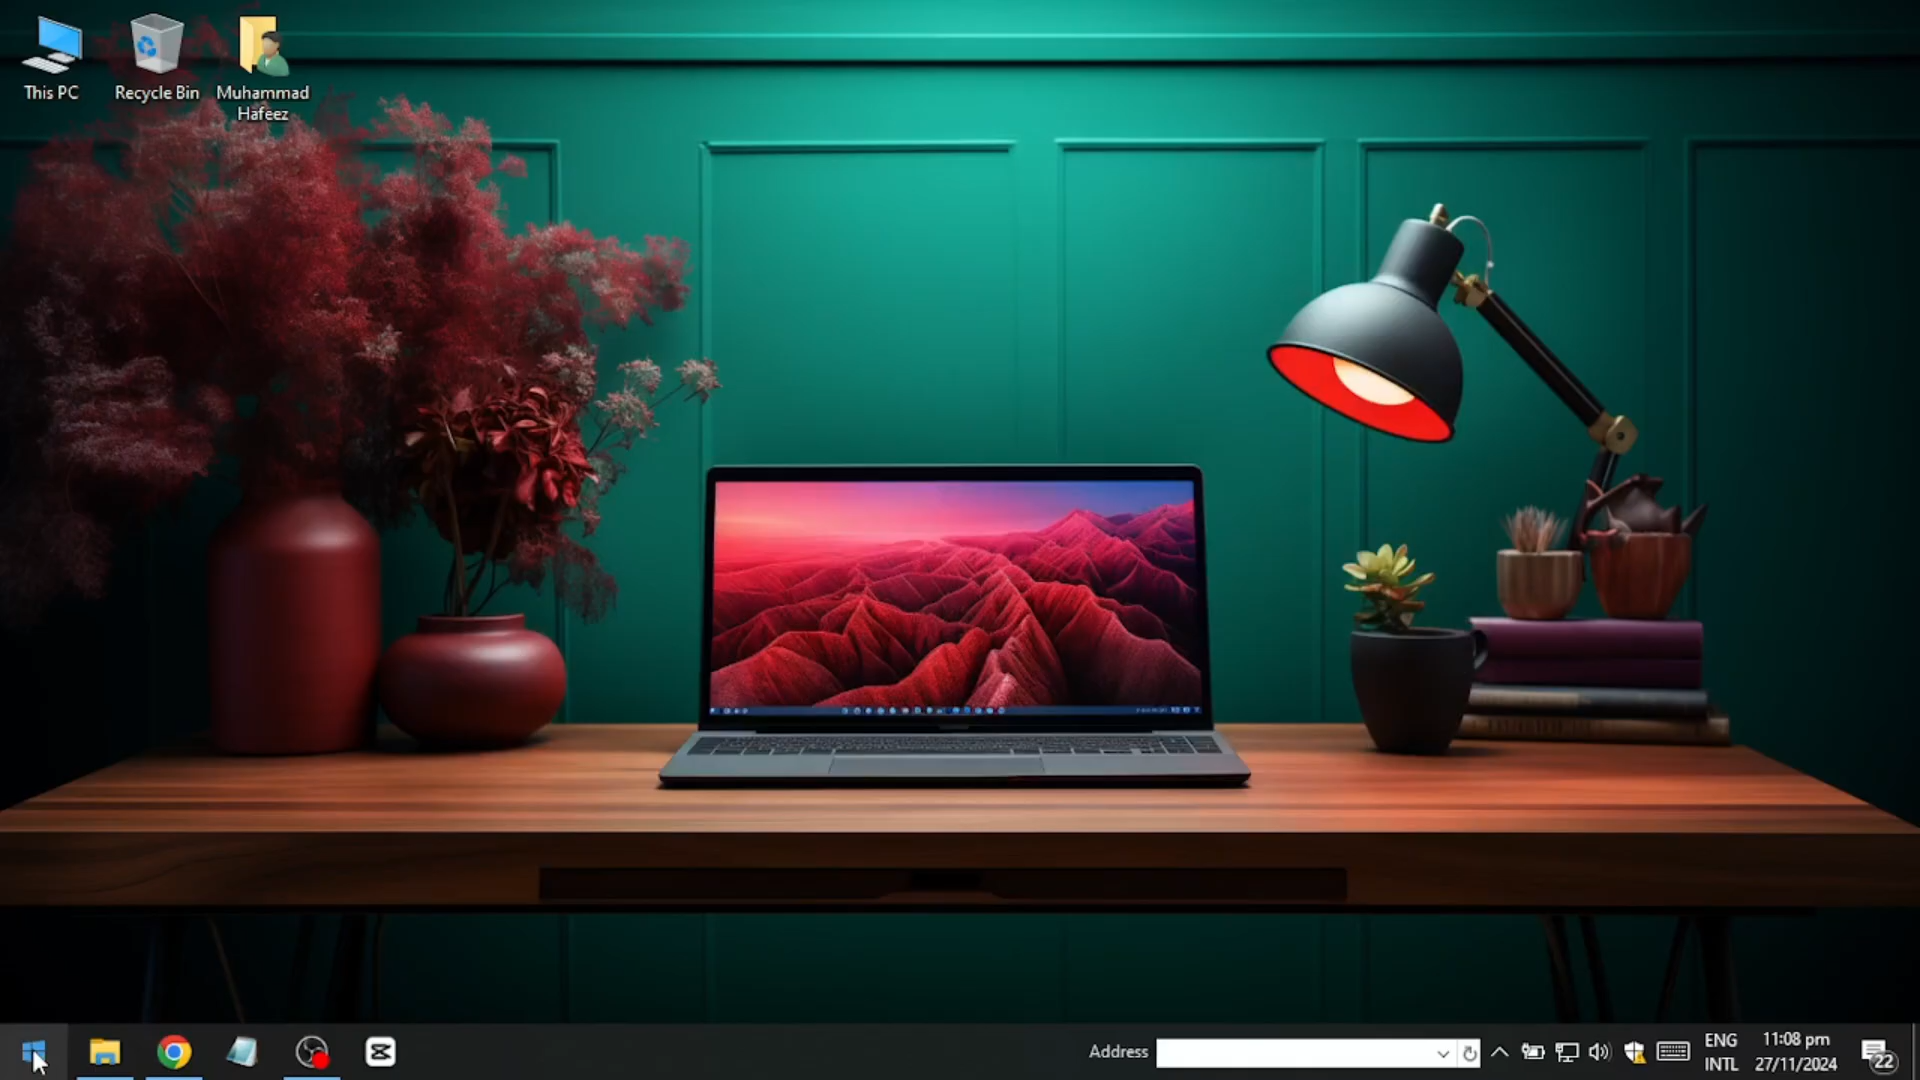 This PC
Recycle Bin
Muhammad
Hafeez
Address
ENG
INTL
11:08 pm
27/11/2024
22